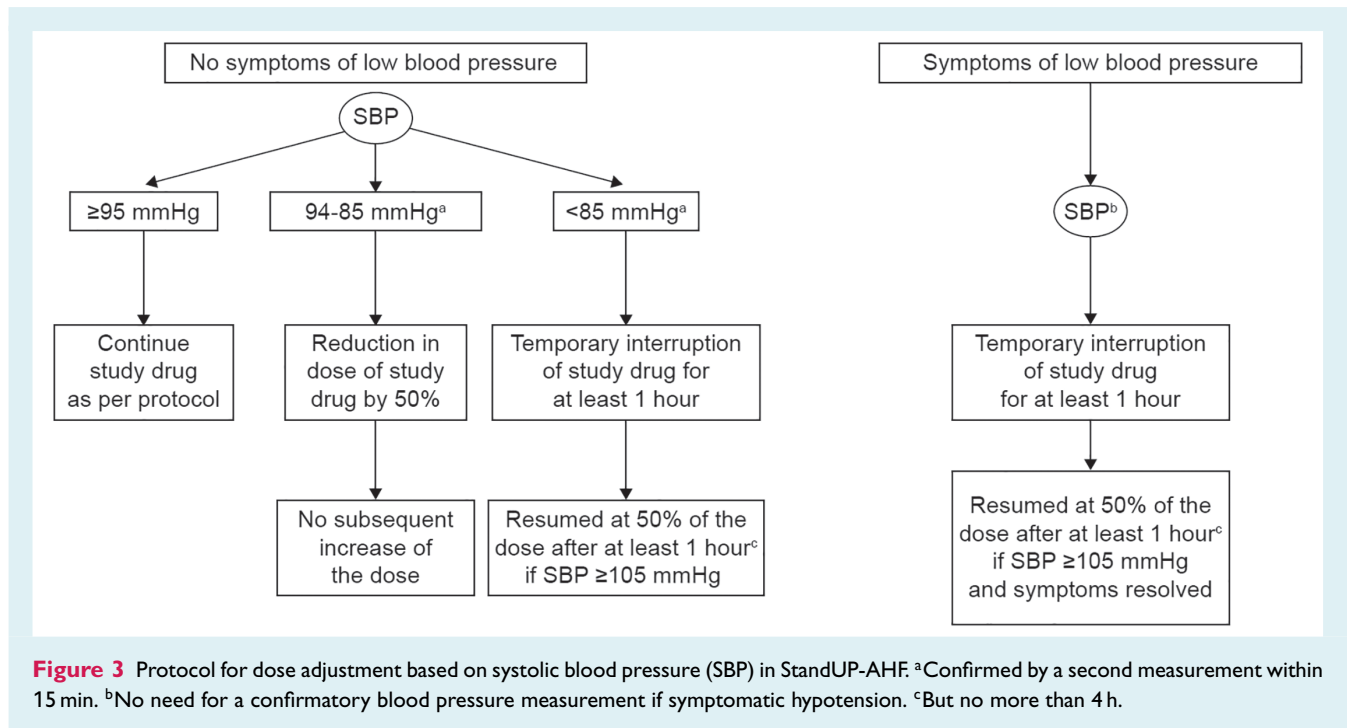 No symptoms of low blood pressure
SBP
≥95 mmHg
94-85 mmHgᵃ
<85 mmHgᵃ
Continue
study drug
as per protocol
Reduction in
dose of study
drug by 50%
Temporary interruption
of study drug for
at least 1 hour
No subsequent
increase of
the dose
Resumed at 50% of the
dose after at least 1 hourᶜ
if SBP ≥105 mmHg
Symptoms of low blood pressure
SBPᵇ
Temporary interruption
of study drug
for at least 1 hour
Resumed at 50% of the
dose after at least 1 hourᶜ
if SBP ≥105 mmHg
and symptoms resolved
Figure 3 Protocol for dose adjustment based on systolic blood pressure (SBP) in StandUP-AHF. ᵃConfirmed by a second measurement within
15 min. ᵇNo need for a confirmatory blood pressure measurement if symptomatic hypotension. ᶜBut no more than 4 h.